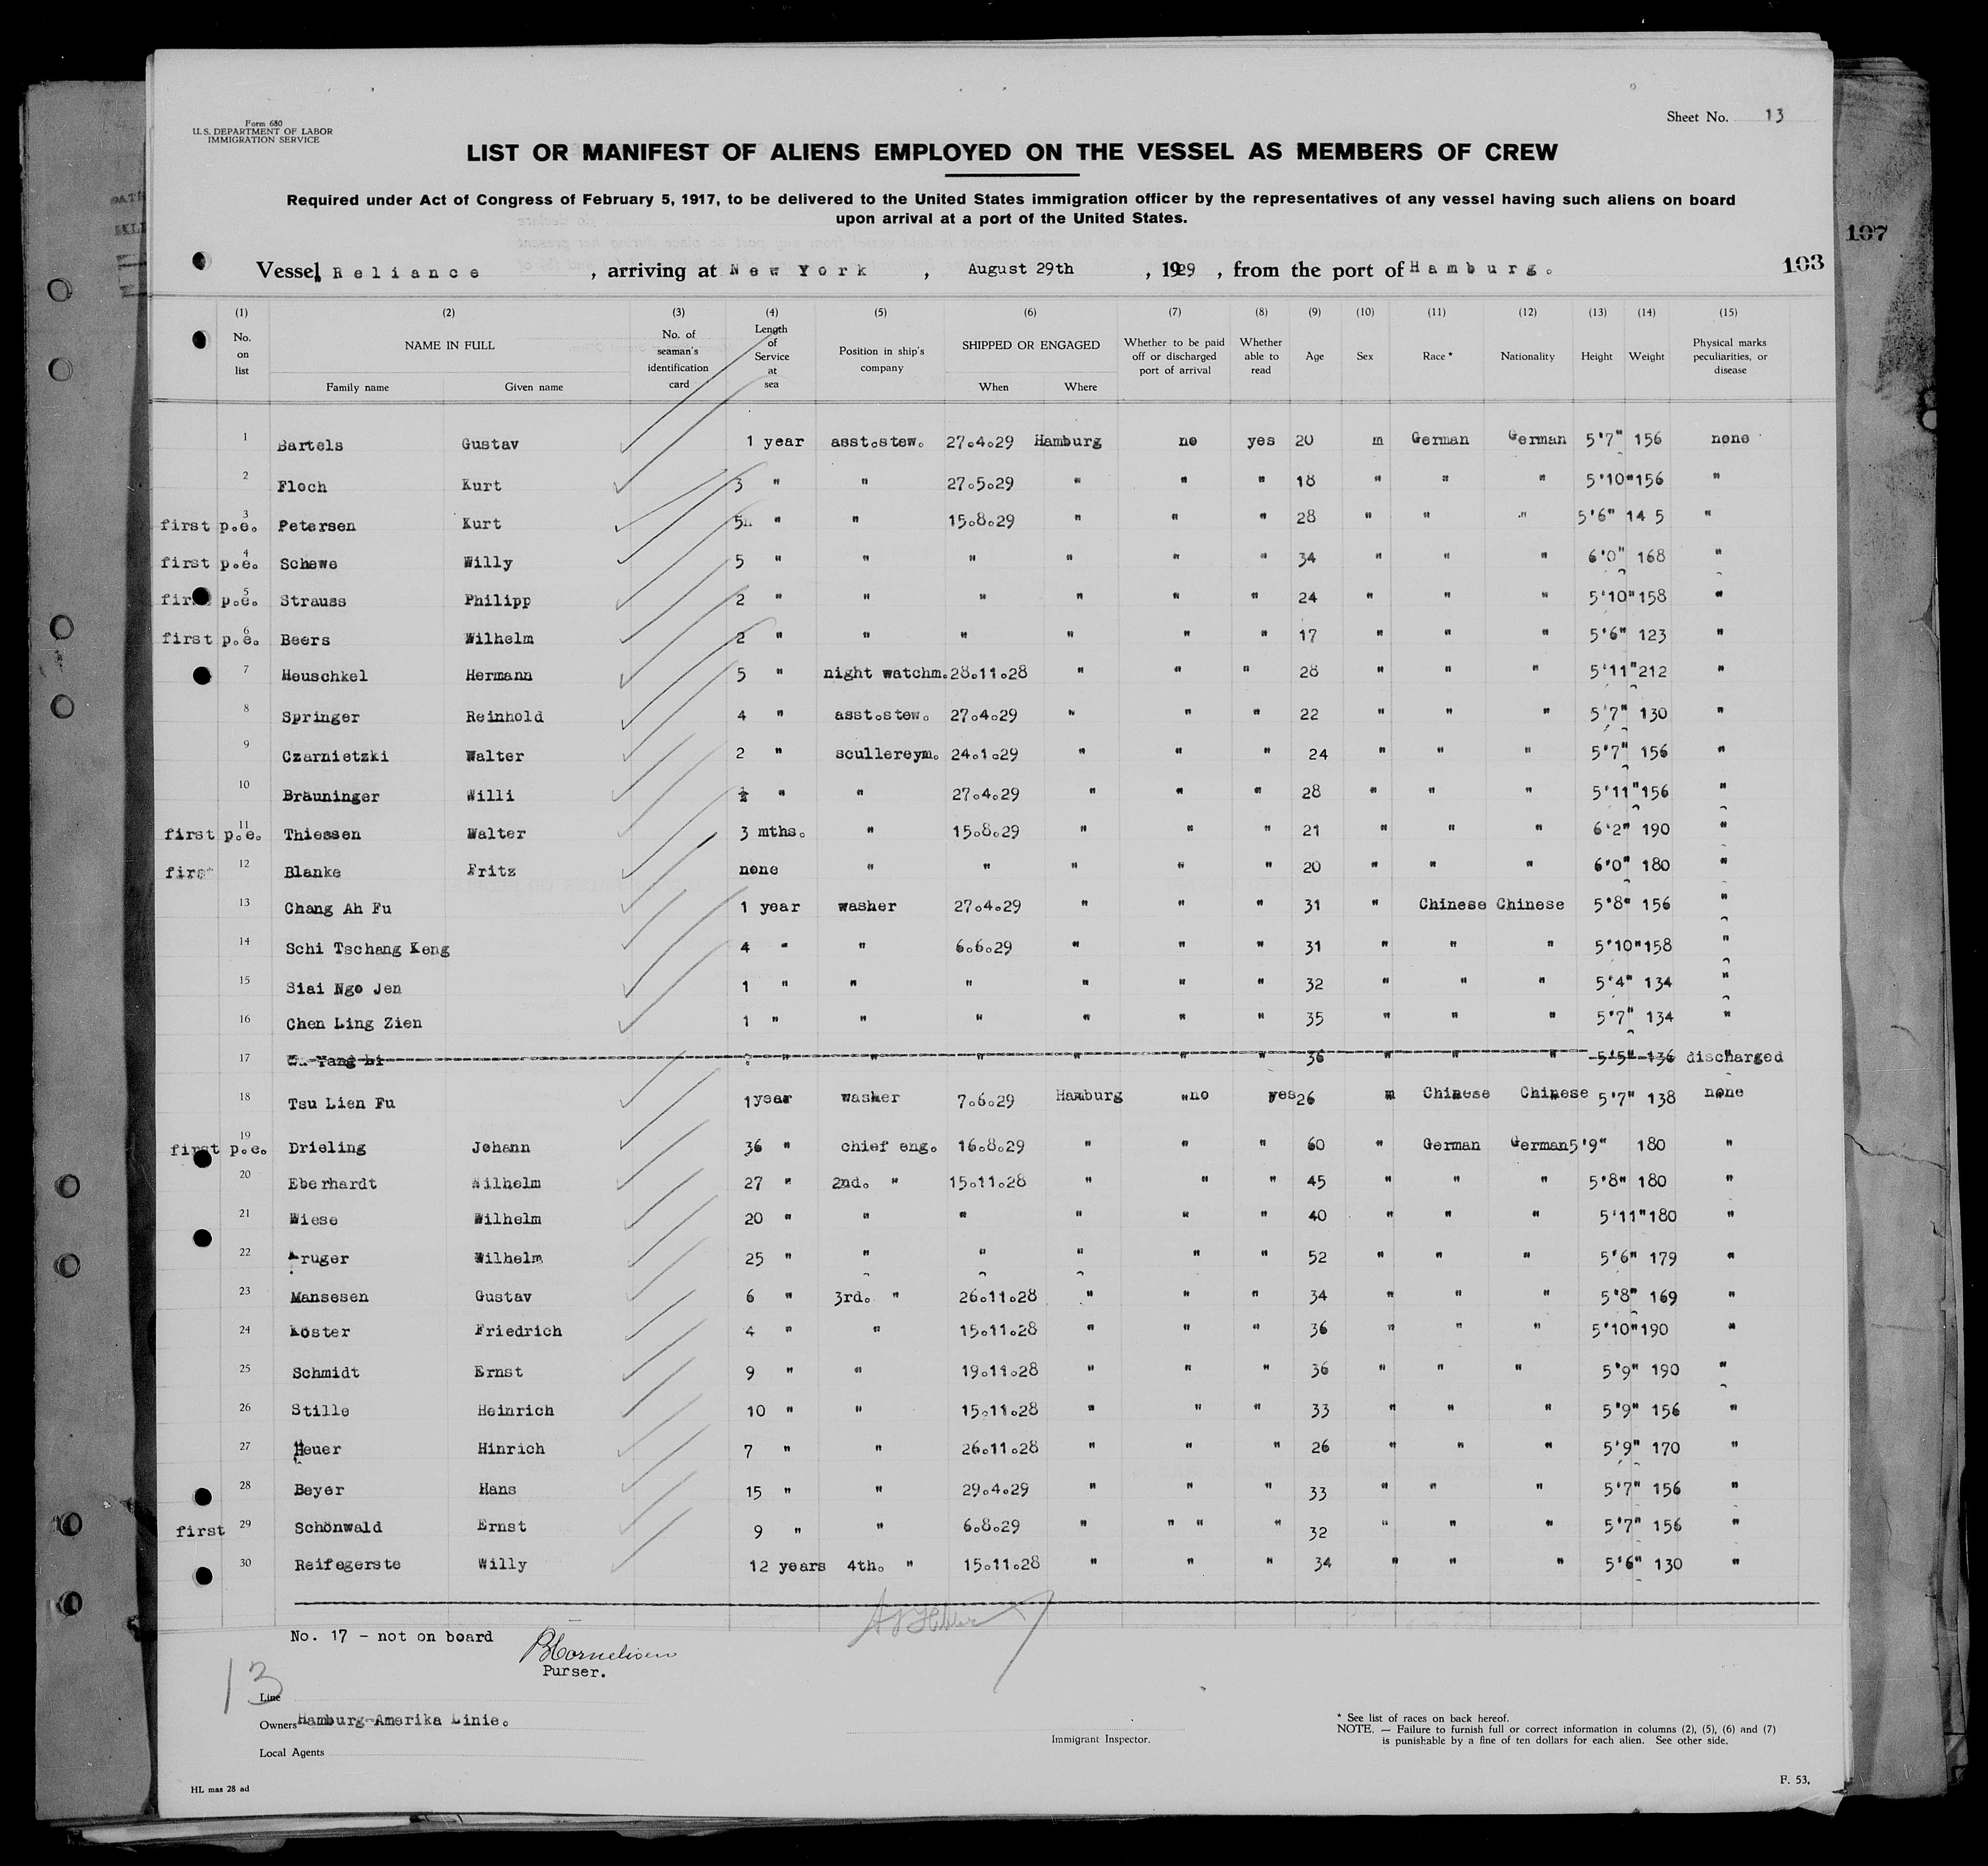 Form 680
U. S. DEPARTMENT OF LABOR
IMMIGRATION SERVICE
Sheet No. 13
LIST OR MANIFEST OF ALIENS EMPLOYED ON THE VESSEL AS MEMBERS OF CREW
Required under Act of Congress of February 5, 1917, to be delivered to the United States immigration officer by the representatives of any vessel having such aliens on board
upon arrival at a port of the United States.
107
Vessel Reliance, arriving at New York, August 29th, 1929, from the port of Hamburg. 103
(1) (2) (3) (4) (5) (6) (7) (8) (9) (10) (11) (12) (13) (14) (15)
No. on list NAME IN FULL Family name Given name No. of seaman's identification card Length of Service at sea Position in ship's company SHIPPED OR ENGAGED When Where Whether to be paid off or discharged port of arrival Whether able to read Age Sex Race* Nationality Height Weight Physical marks peculiarities, or disease
1 Bartels Gustav 1 year asst.stew. 27.4.29 Hamburg no yes 20 m German German 5'7" 156 none
2 Floch Kurt 3 " " 27.5.29 " " " 18 " " " 5'10" 156 "
first p.e. 3 Petersen Kurt 5 " " 15.8.29 " " " 28 " " " 5'6" 145 "
first p.e. 4 Schewe Willy 5 " " " " " " 34 " " " 6'0" 168 "
first p.e. 5 Strauss Philipp 2 " " " " " " 24 " " " 5'10" 158 "
first p.e. 6 Beers Wilhelm 2 " " " " " " 17 " " " 5'6" 123 "
7 Heuschkel Hermann 5 " night watchm. 28.11.28 " " " 28 " " " 5'11" 212 "
8 Springer Reinhold 4 " asst.stew. 27.4.29 " " " 22 " " " 5'7" 130 "
9 Czarnietzki Walter 2 " scullereym. 24.1.29 " " " 24 " " " 5'7" 156 "
10 Bräuninger Willi ½ " " 27.4.29 " " " 28 " " " 5'11" 156 "
first p.e. 11 Thiessen Walter 3 mths. " 15.8.29 " " " 21 " " " 6'2" 190 "
first 12 Blanke Fritz none " " " " " 20 " " " 6'0" 180 "
13 Chang Ah Fu 1 year washer 27.4.29 " " " 31 " Chinese Chinese 5'8" 156 "
14 Schi Tschang Keng 4 " " 6.6.29 " " " 31 " " " 5'10" 158 "
15 Siai Ngo Jen 1 " " " " " " 32 " " " 5'4" 134 "
16 Chen Ling Zien 1 " " " " " " 35 " " " 5'7" 134 "
17 Yang Li " " " " " " 36 " " " 5'5" 136 discharged
18 Tsu Lien Fu 1 year washer 7.6.29 Hamburg "no yes 26 m Chinese Chinese 5'7" 138 none
first p.e. 19 Drieling Johann 36 " chief eng. 16.8.29 " " " 60 " German German 5'9" 180 "
20 Eberhardt Wilhelm 27 " 2nd. " 15.11.28 " " " 45 " " " 5'8" 180 "
21 Wiese Wilhelm 20 " " " " " " 40 " " " 5'11" 180 "
22 Kruger Wilhelm 25 " " " " " " 52 " " " 5'6" 179 "
23 Mansesen Gustav 6 " 3rd. " 26.11.28 " " " 34 " " " 5'8" 169 "
24 Köster Friedrich 4 " " 15.11.28 " " " 36 " " " 5'10" 190 "
25 Schmidt Ernst 9 " " 19.11.28 " " " 36 " " " 5'9" 190 "
26 Stille Heinrich 10 " " 15.11.28 " " " 33 " " " 5'9" 156 "
27 Heuer Hinrich 7 " " 26.11.28 " " " 26 " " " 5'9" 170 "
28 Beyer Hans 15 " " 29.4.29 " " " 33 " " " 5'7" 156 "
first 29 Schönwald Ernst 9 " " 6.8.29 " " " " 32 " " " 5'7" 156 "
30 Reifegerste Willy 12 years 4th. " 15.11.28 " " " 34 " " " 5'6" 130 "
No. 17 - not on board
BCornelisen
Purser.
13
Line
Owners Hamburg-Amerika Linie.
Local Agents
Immigrant Inspector.
* See list of races on back hereof.
NOTE. — Failure to furnish full or correct information in columns (2), (5), (6) and (7)
is punishable by a fine of ten dollars for each alien. See other side.
HL mas 28 ad
F. 53,